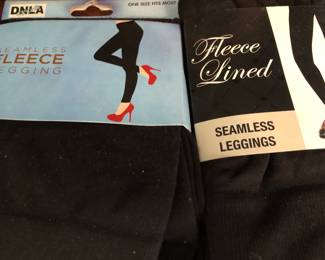 DNLA
ONE SIZE FITS MOST
SEAMLESS
FLEECE
LEGGING
Fleece
Lined
SEAMLESS
LEGGINGS